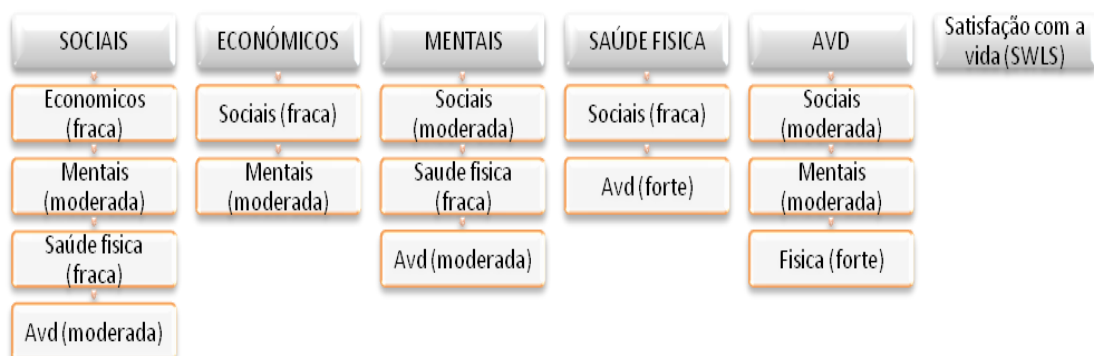 SOCIAIS
Economicos
(fraca)
Mentais
(moderada)
Saúde fisica
(fraca)
Avd (moderada)
ECONÓMICOS
Sociais (fraca)
Mentais
(moderada)
MENTAIS
Sociais
(moderada)
Saude fisica
(fraca)
Avd (moderada)
SAÚDE FISICA
Sociais (fraca)
Avd (forte)
AVD
Sociais
(moderada)
Mentais
(moderada)
Fisica (forte)
Satisfação com a
vida (SWLS)